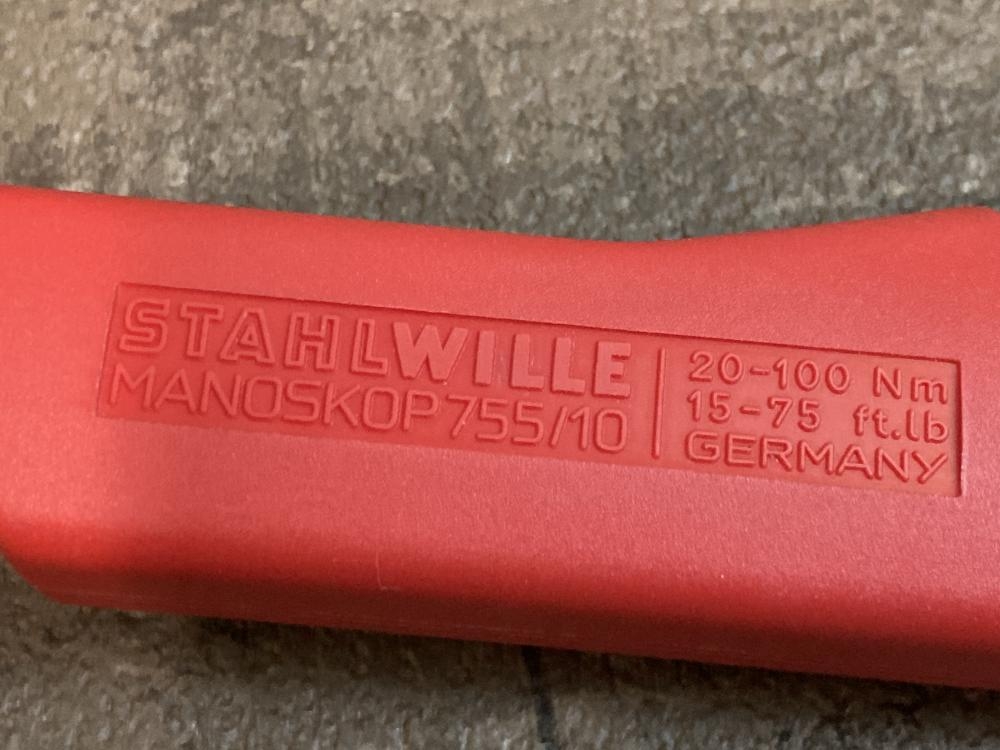 STAHLWILLE
MANOSKOP 755/10
20-100 Nm
15-75 ft.lb
GERMANY